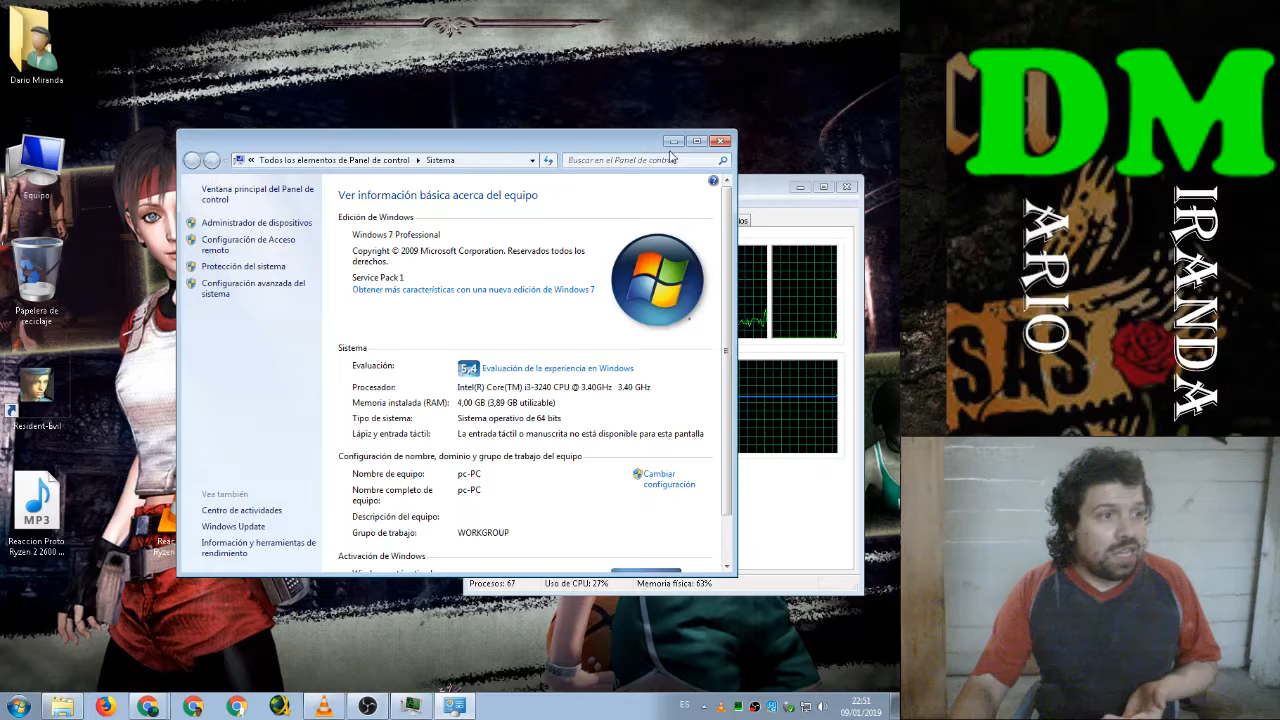 Dario Miranda
Equipo
Papelera de
reciclaje
Resident-Evil
MP3
Reaccion Proto
Ryzen 2 2600 ...
Todos los elementos de Panel de control
Sistema
Buscar en el Panel de control
Ventana principal del Panel de
control
Administrador de dispositivos
Configuración de Acceso
remoto
Protección del sistema
Configuración avanzada del
sistema
Vea también
Centro de actividades
Windows Update
Información y herramientas de
rendimiento
Ver información básica acerca del equipo
Edición de Windows
Windows 7 Professional
Copyright © 2009 Microsoft Corporation. Reservados todos los
derechos.
Service Pack 1
Obtener más características con una nueva edición de Windows 7
Sistema
Evaluación: 5,4 Evaluación de la experiencia en Windows
Procesador: Intel(R) Core(TM) i3-3240 CPU @ 3.40GHz 3.40 GHz
Memoria instalada (RAM): 4,00 GB (3,89 GB utilizable)
Tipo de sistema: Sistema operativo de 64 bits
Lápiz y entrada táctil: La entrada táctil o manuscrita no está disponible para esta pantalla
Configuración de nombre, dominio y grupo de trabajo del equipo
Nombre de equipo: pc-PC
Cambiar
configuración
Nombre completo de
equipo: pc-PC
Descripción del equipo:
Grupo de trabajo: WORKGROUP
Activación de Windows
Procesos: 67 Uso de CPU: 27% Memoria física: 63%
ES
22:51
09/01/2019
DM
ARIO
IRANDA
SAS